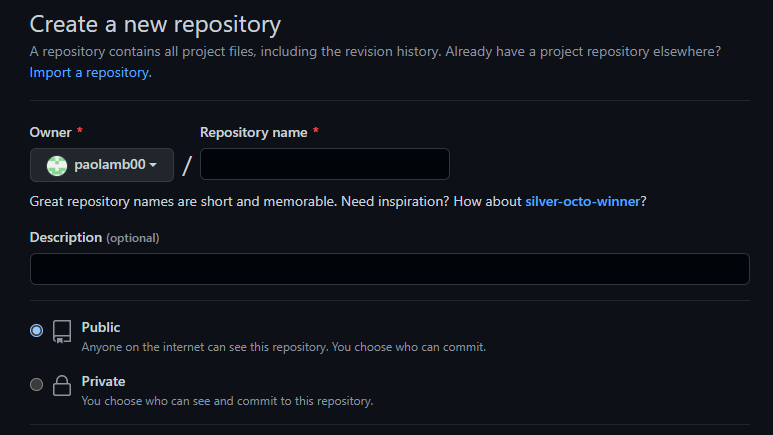 Create a new repository
A repository contains all project files, including the revision history. Already have a project repository elsewhere?
Import a repository.
Owner * Repository name *
paolamb00 /
Great repository names are short and memorable. Need inspiration? How about silver-octo-winner?
Description (optional)
Public
Anyone on the internet can see this repository. You choose who can commit.
Private
You choose who can see and commit to this repository.